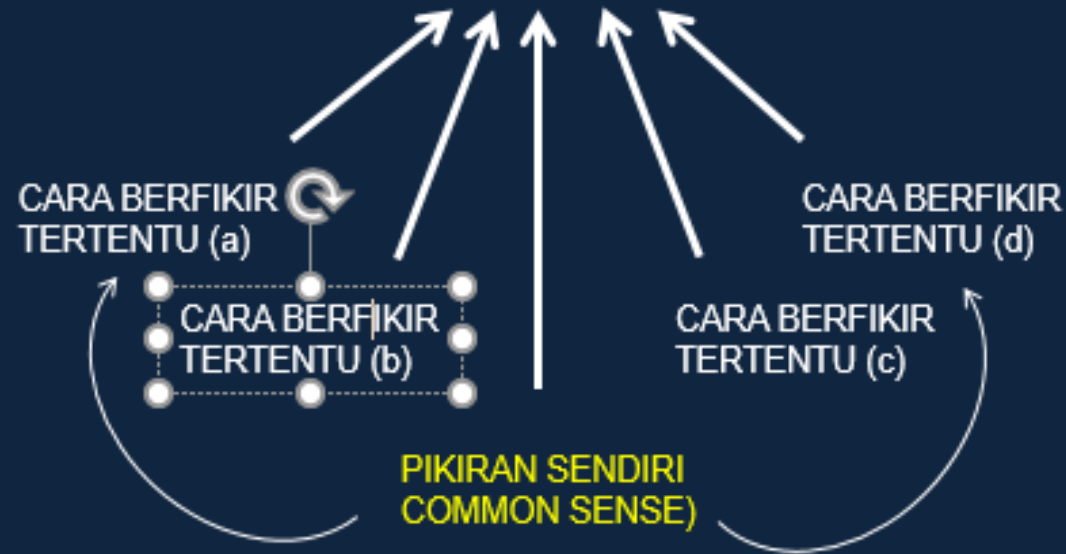 CARA BERFIKIR
TERTENTU (a)
CARA BERFIKIR
TERTENTU (b)
CARA BERFIKIR
TERTENTU (c)
CARA BERFIKIR
TERTENTU (d)
PIKIRAN SENDIRI
COMMON SENSE)